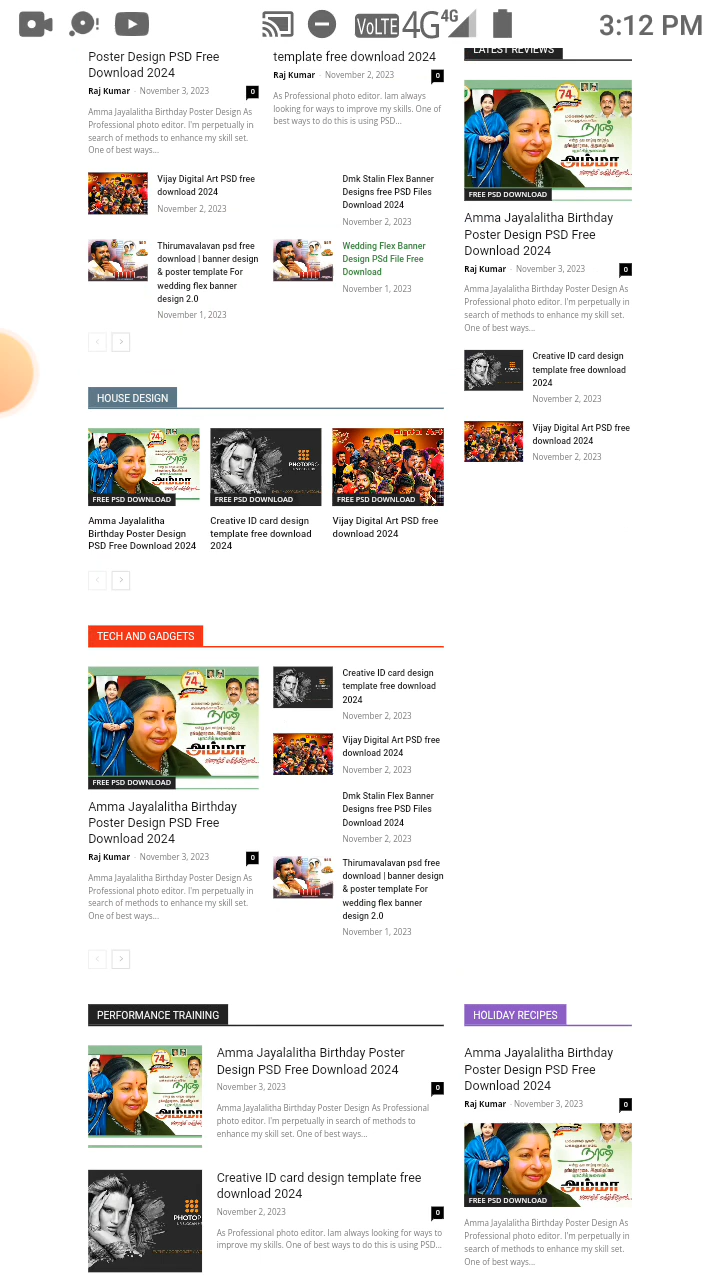 VoLTE 4G 4G 3:12 PM
Poster Design PSD Free
Download 2024
Raj Kumar - November 3, 2023 0
Amma Jayalalitha Birthday Poster Design As
Professional photo editor. I'm perpetually in
search of methods to enhance my skill set.
One of best ways...
template free download 2024
Raj Kumar - November 2, 2023 0
As Professional photo editor. Iam always
looking for ways to improve my skills. One of
best ways to do this is using PSD...
Vijay Digital Art PSD free
download 2024
November 2, 2023
Dmk Stalin Flex Banner
Designs free PSD Files
Download 2024
November 2, 2023
Thirumavalavan psd free
download | banner design
& poster template For
wedding flex banner
design 2.0
November 1, 2023
Wedding Flex Banner
Design PSd File Free
Download
November 1, 2023
LATEST REVIEWS
74
நான்
அம்மா
FREE PSD DOWNLOAD
Amma Jayalalitha Birthday
Poster Design PSD Free
Download 2024
Raj Kumar - November 3, 2023 0
Amma Jayalalitha Birthday Poster Design As
Professional photo editor. I'm perpetually in
search of methods to enhance my skill set.
One of best ways...
Creative ID card design
template free download
2024
November 2, 2023
Vijay Digital Art PSD free
download 2024
November 2, 2023
HOUSE DESIGN
74
நான்
அம்மா
FREE PSD DOWNLOAD
Amma Jayalalitha
Birthday Poster Design
PSD Free Download 2024
FREE PSD DOWNLOAD
Creative ID card design
template free download
2024
FREE PSD DOWNLOAD
Vijay Digital Art PSD free
download 2024
TECH AND GADGETS
74
நான்
அம்மா
FREE PSD DOWNLOAD
Amma Jayalalitha Birthday
Poster Design PSD Free
Download 2024
Raj Kumar - November 3, 2023 0
Amma Jayalalitha Birthday Poster Design As
Professional photo editor. I'm perpetually in
search of methods to enhance my skill set.
One of best ways...
Creative ID card design
template free download
2024
November 2, 2023
Vijay Digital Art PSD free
download 2024
November 2, 2023
Dmk Stalin Flex Banner
Designs free PSD Files
Download 2024
November 2, 2023
Thirumavalavan psd free
download | banner design
& poster template For
wedding flex banner
design 2.0
November 1, 2023
PERFORMANCE TRAINING
74
Amma Jayalalitha Birthday Poster
Design PSD Free Download 2024
November 3, 2023 0
Amma Jayalalitha Birthday Poster Design As Professional
photo editor. I'm perpetually in search of methods to
enhance my skill set. One of best ways...
Creative ID card design template free
download 2024
November 2, 2023 0
As Professional photo editor. Iam always looking for ways to
improve my skills. One of best ways to do this is using PSD...
HOLIDAY RECIPES
Amma Jayalalitha Birthday
Poster Design PSD Free
Download 2024
Raj Kumar - November 3, 2023 0
74
நான்
அம்மா
FREE PSD DOWNLOAD
Amma Jayalalitha Birthday Poster Design As
Professional photo editor. I'm perpetually in
search of methods to enhance my skill set.
One of best ways...